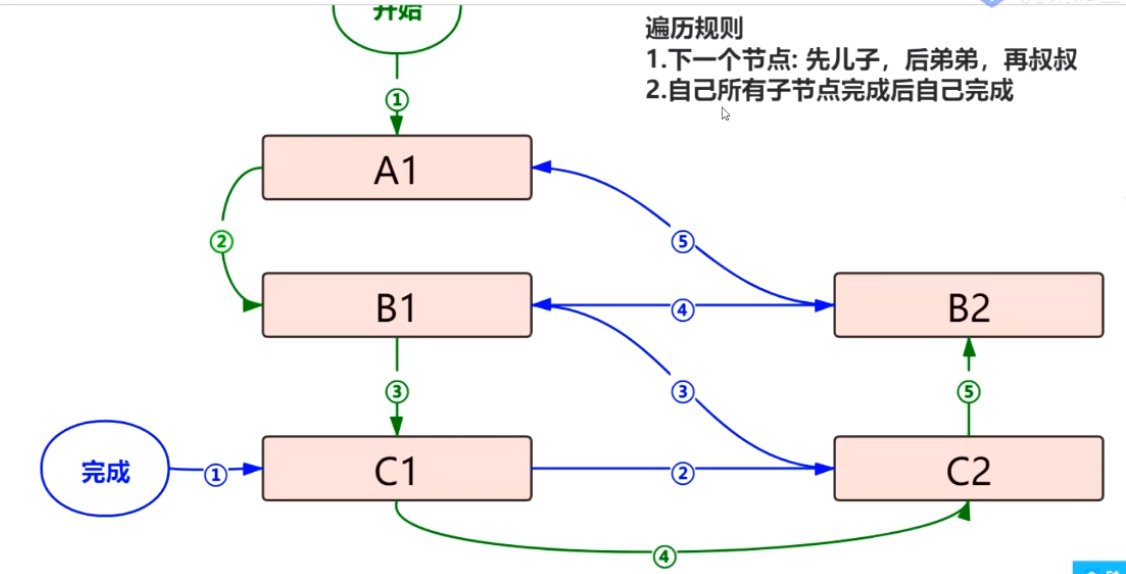 开始
遍历规则
1.下一个节点: 先儿子，后弟弟，再叔叔
2.自己所有子节点完成后自己完成
①
A1
②
⑤
B1
④
B2
③
③
⑤
完成
①
C1
②
C2
④